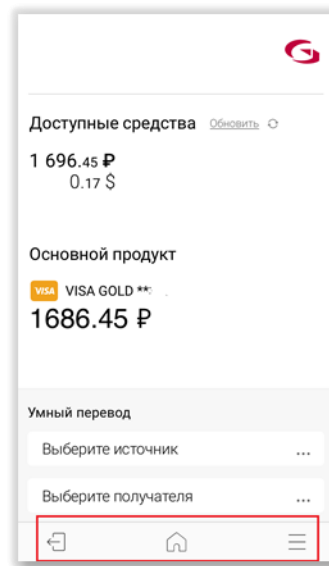 Доступные средства Обновить
1 696.45 ₽
0.17 $
Основной продукт
VISA VISA GOLD **
1686.45 ₽
Умный перевод
Выберите источник ...
Выберите получателя ...